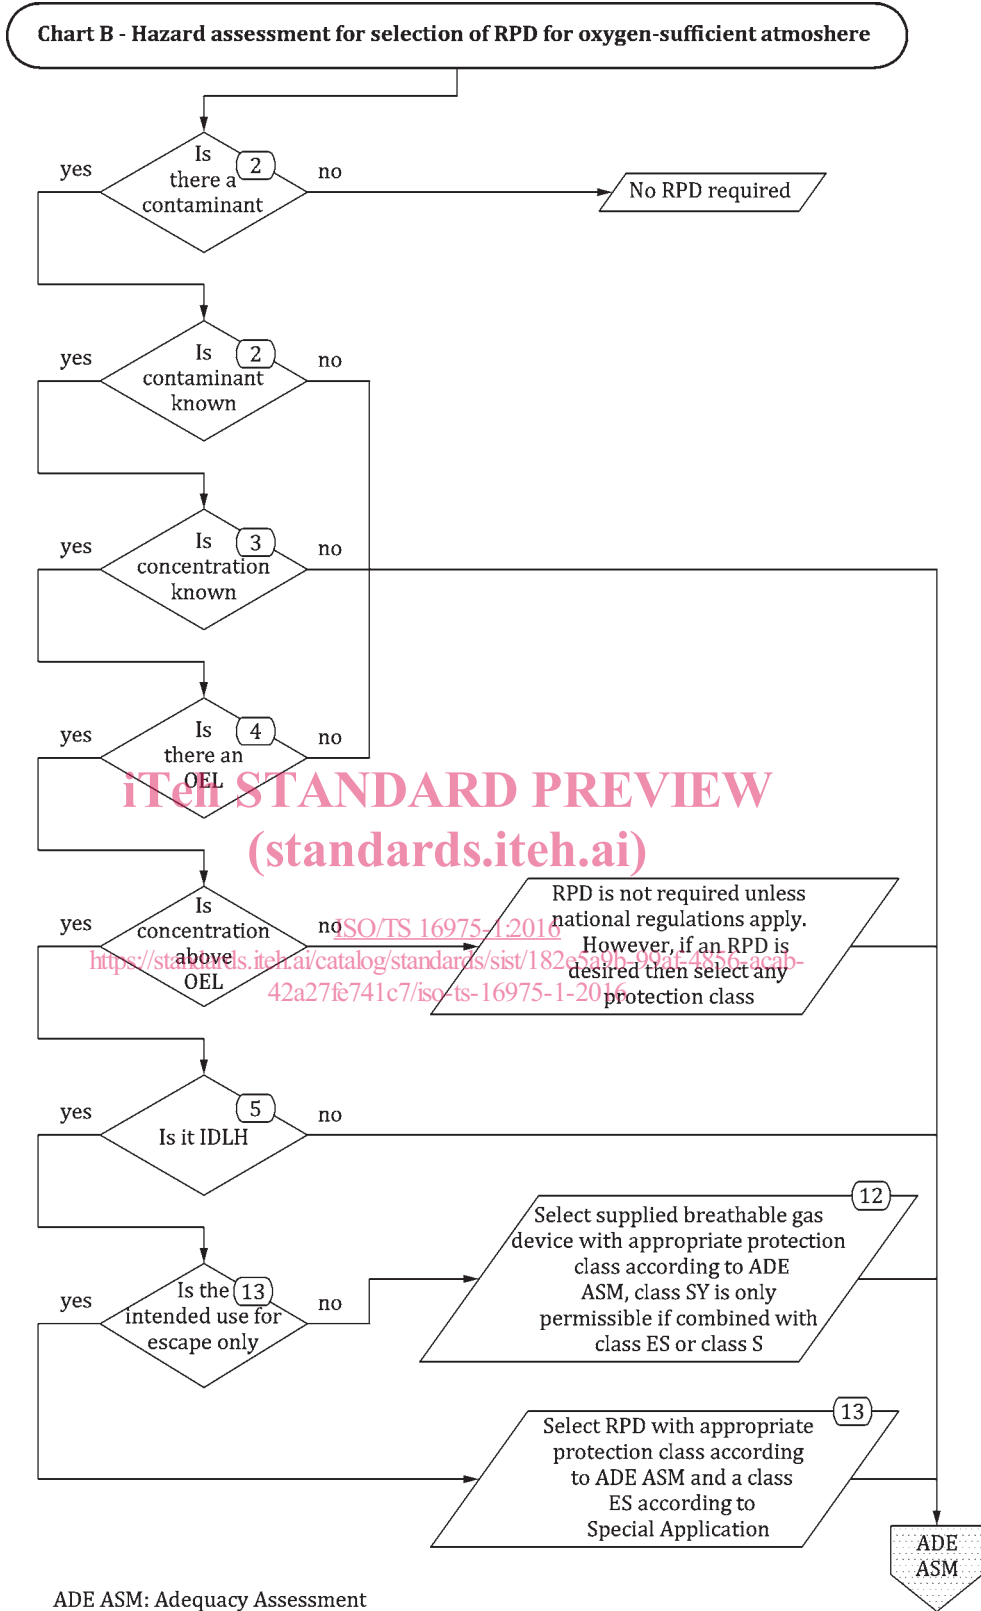 Chart B - Hazard assessment for selection of RPD for oxygen-sufficient atmoshere
Is
there a
contaminant
2
yes
no
No RPD required
Is
contaminant
known
2
yes
no
Is
concentration
known
3
yes
no
Is
there an
OEL
4
yes
no
iTeh STANDARD PREVIEW
(standards.iteh.ai)
Is
concentration
above
OEL
yes
no
RPD is not required unless
national regulations apply.
However, if an RPD is
desired then select any
protection class
ISO/TS 16975-1:2016
https://standards.iteh.ai/catalog/standards/sist/182e5a9b-99af-4856-acab-
42a27fe741c7/iso-ts-16975-1-2016
Is it IDLH
5
yes
no
12
Select supplied breathable gas
device with appropriate protection
class according to ADE
ASM, class SY is only
permissible if combined with
class ES or class S
Is the
intended use for
escape only
13
yes
no
13
Select RPD with appropriate
protection class according
to ADE ASM and a class
ES according to
Special Application
ADE
ASM
ADE ASM: Adequacy Assessment